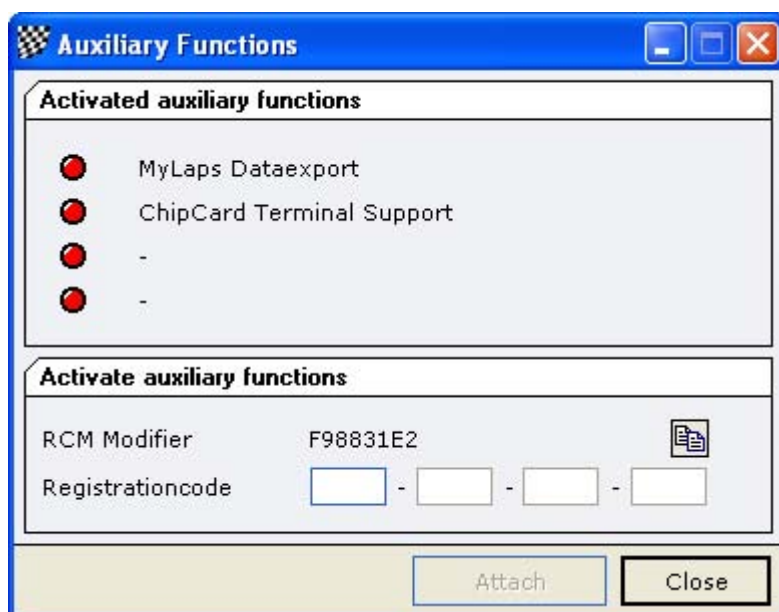 Auxiliary Functions
Activated auxiliary functions
MyLaps Dataexport
ChipCard Terminal Support
-
-
Activate auxiliary functions
RCM Modifier F98831E2
Registrationcode - - -
Attach Close